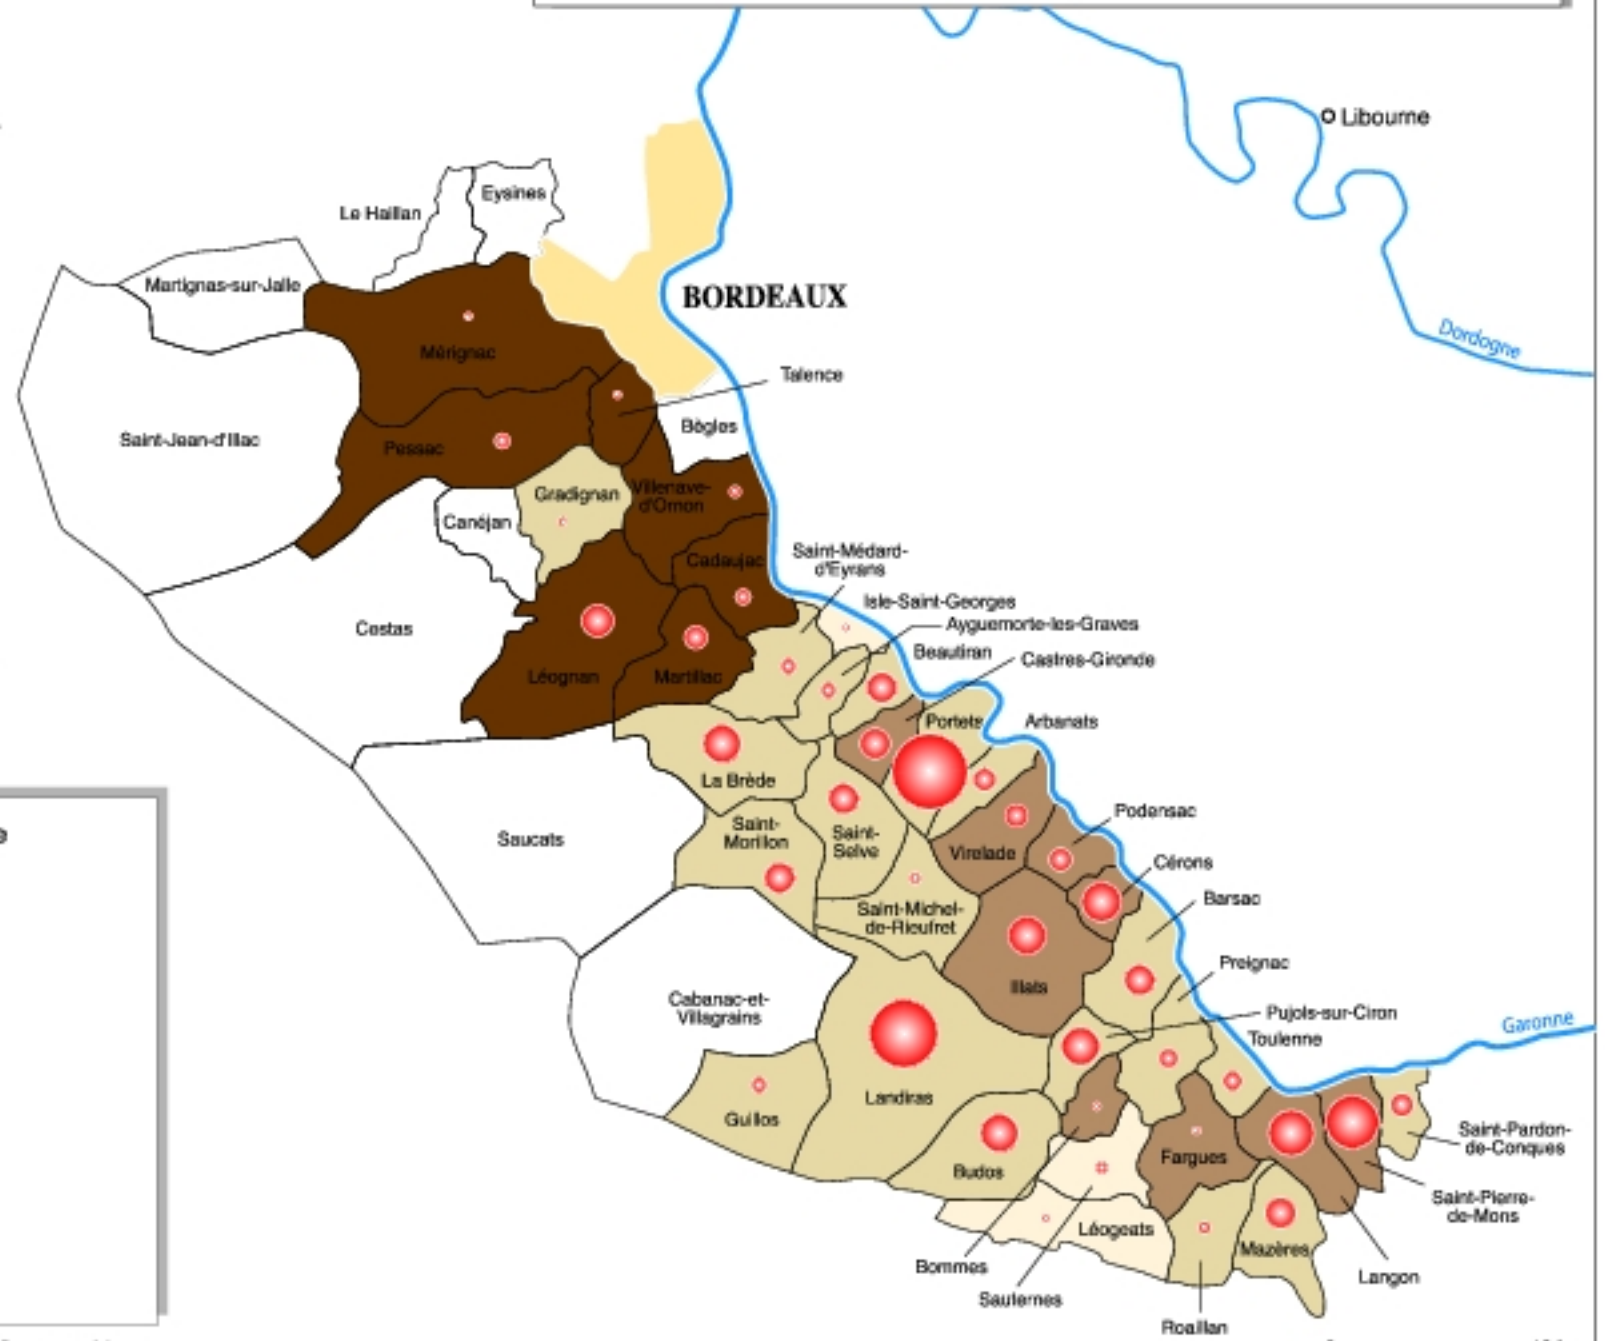 Libourne
Eysines
Le Haillan
Martignas-sur-Jalle
BORDEAUX
Dordogne
Mérignac
Talence
Bègles
Saint-Jean-d'Illac
Pessac
Gradignan
Villenave-
d'Ornon
Canéjan
Cadaujac
Saint-Médard-
d'Eyrans
Isle-Saint-Georges
Ayguemorte-les-Graves
Cestas
Beautiran
Castres-Gironde
Léognan
Martillac
Portets
Arbanats
La Brède
Podensac
Saint-
Morillon
Saint-
Selve
Saucats
Virelade
Cérons
Barsac
Saint-Michel-
de-Rieufret
Preignac
Illats
Cabanac-et-
Villagrains
Pujols-sur-Ciron
Garonne
Toulenne
Landiras
Guillos
Saint-Pardon-
de-Conques
Fargues
Budos
Saint-Pierre-
de-Mons
Léogeats
Mazères
Bommes
Langon
Sauternes
Roaillan